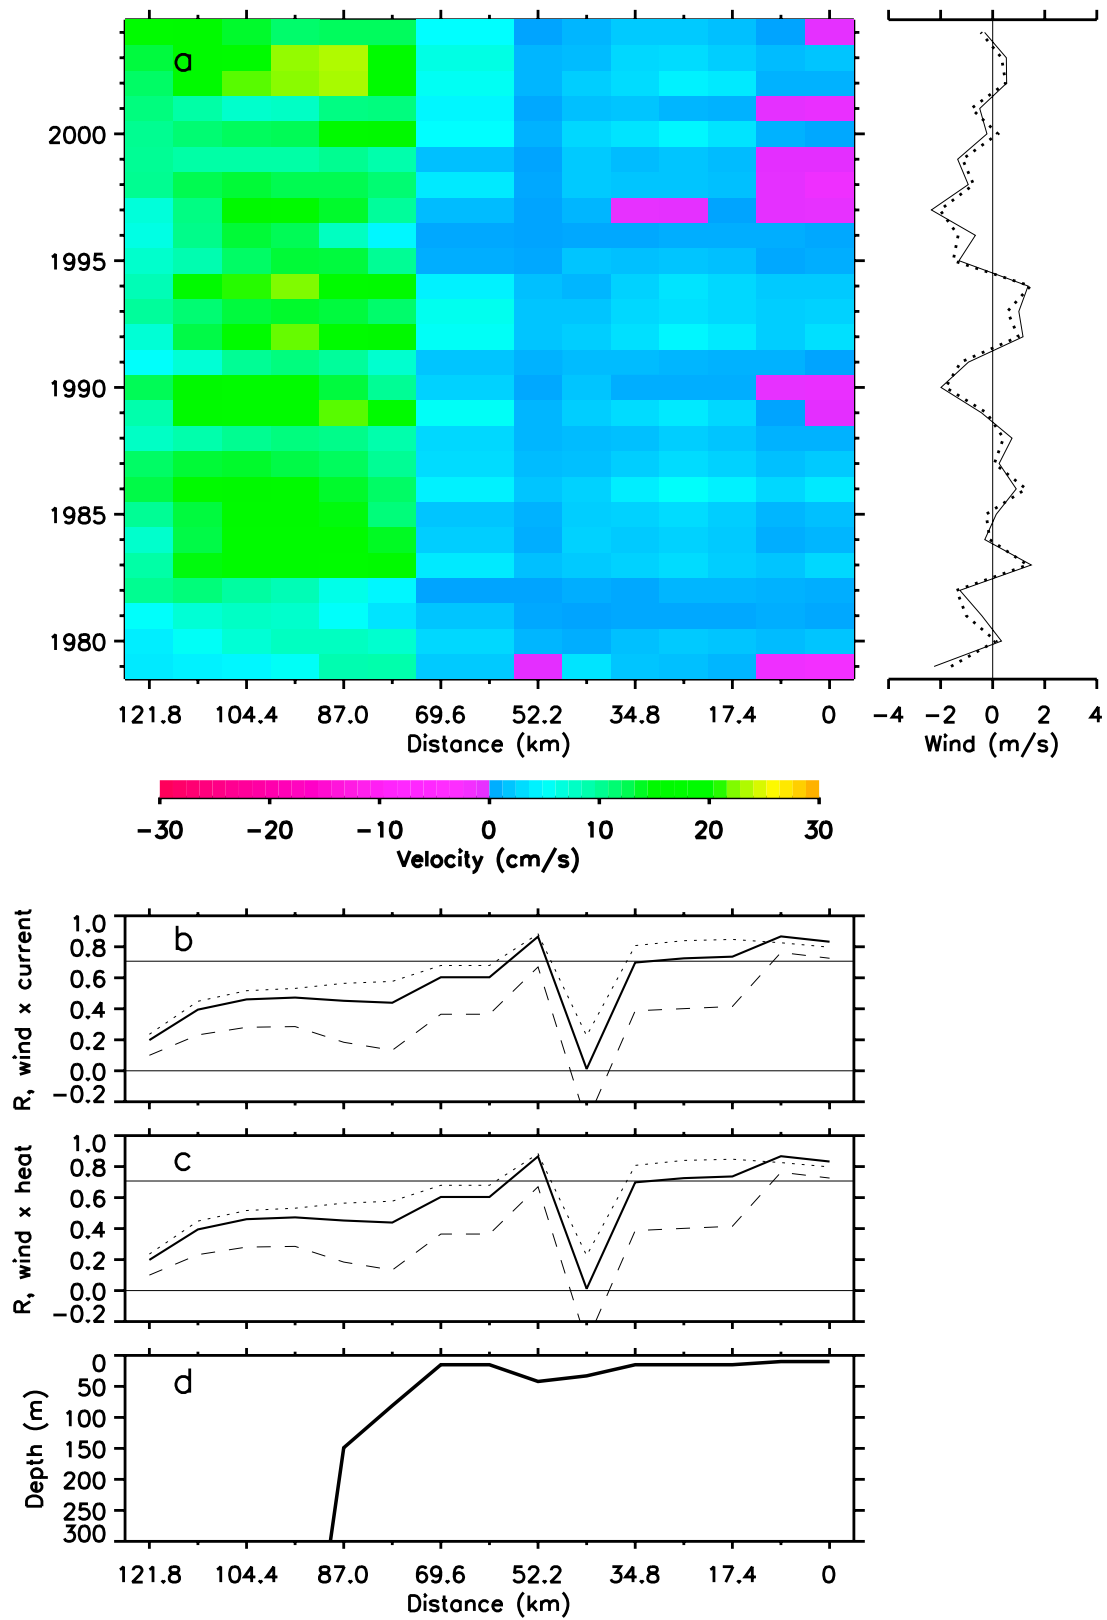 a
2000
1995
1990
1985
1980
121.8 104.4 87.0 69.6 52.2 34.8 17.4 0
Distance (km)
−4 −2 0 2 4
Wind (m/s)
−30 −20 −10 0 10 20 30
Velocity (cm/s)
R, wind x current
b
1.0
0.8
0.6
0.4
0.2
0.0
−0.2
R, wind x heat
c
1.0
0.8
0.6
0.4
0.2
0.0
−0.2
Depth (m)
d
0
50
100
150
200
250
300
121.8 104.4 87.0 69.6 52.2 34.8 17.4 0
Distance (km)